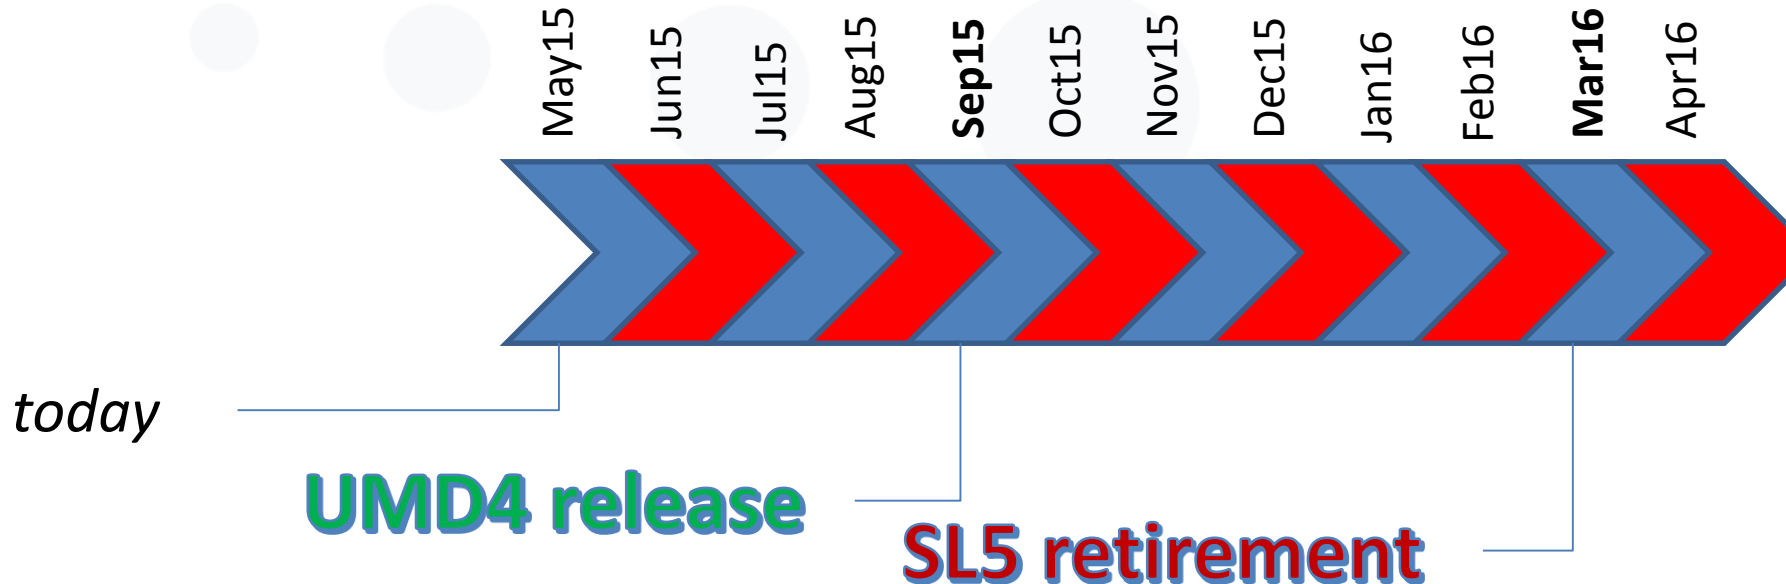 May15
Jun15
Jul15
Aug15
Sep15
Oct15
Nov15
Dec15
Jan16
Feb16
Mar16
Apr16
today
UMD4 release
SL5 retirement